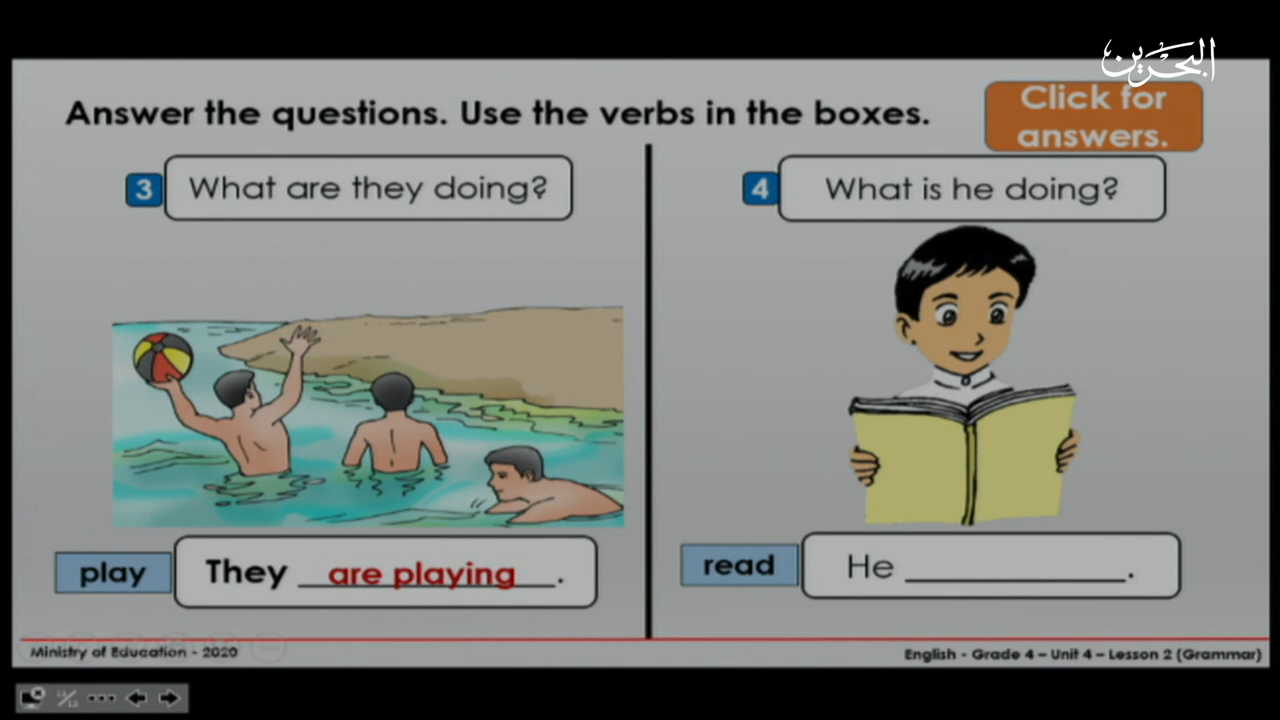 البحرين
Answer the questions. Use the verbs in the boxes.
Click for
answers.
3
What are they doing?
4
What is he doing?
play
They are playing.
read
He ____________.
Ministry of Education - 2020
English - Grade 4 – Unit 4 – Lesson 2 (Grammar)